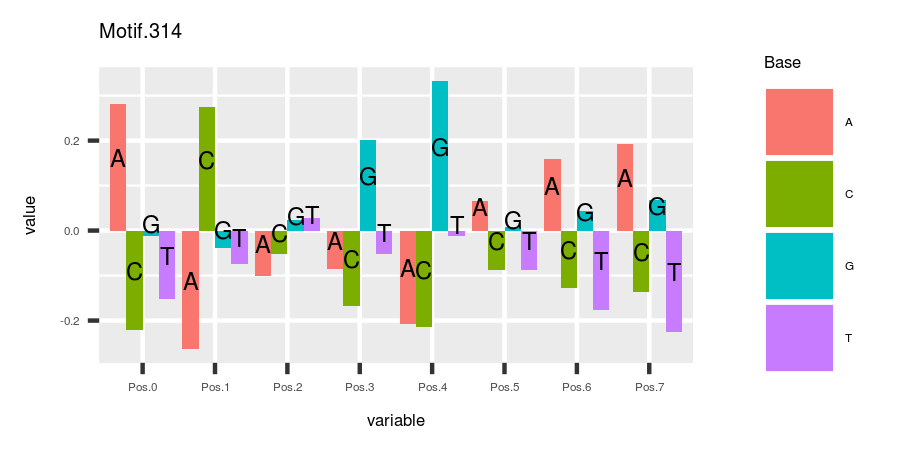 Motif.314
Base
A
C
G
T
value
0.2
0.0
-0.2
A C G T A C G T A C G T A C G T A C G T A C G T A C G T A C G T
Pos.0 Pos.1 Pos.2 Pos.3 Pos.4 Pos.5 Pos.6 Pos.7
variable